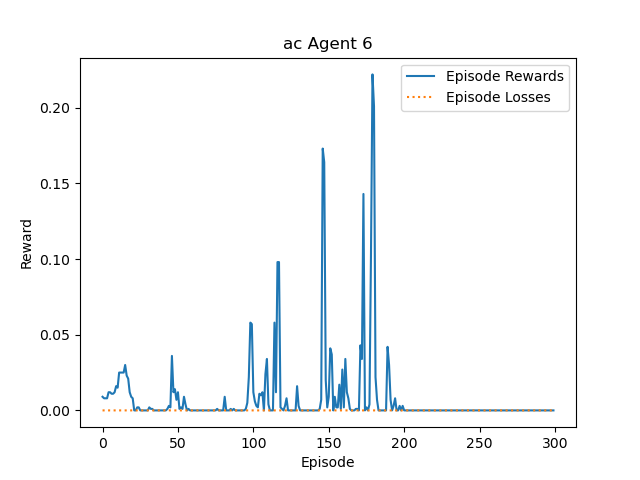 ac Agent 6
Episode Rewards
Episode Losses
Reward
0.20
0.15
0.10
0.05
0.00
0 50 100 150 200 250 300
Episode